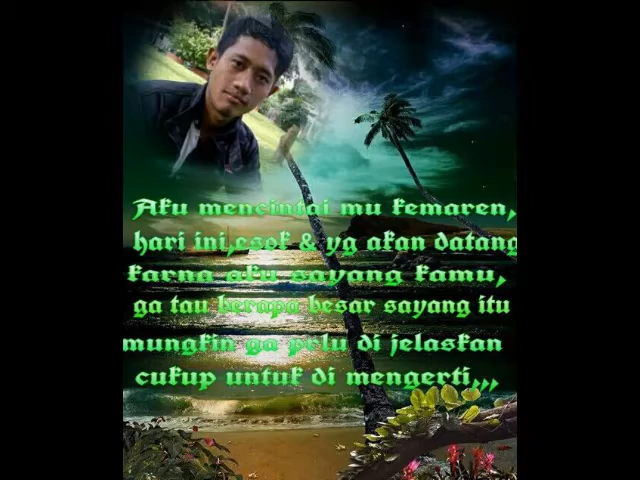 Aku mencintai mu kemaren,
hari ini,esok & yg akan datang
karna aku sayang kamu,
ga tau berapa besar sayang itu
mungkin ga prlu di jelaskan
cukup untuk di mengerti,,,